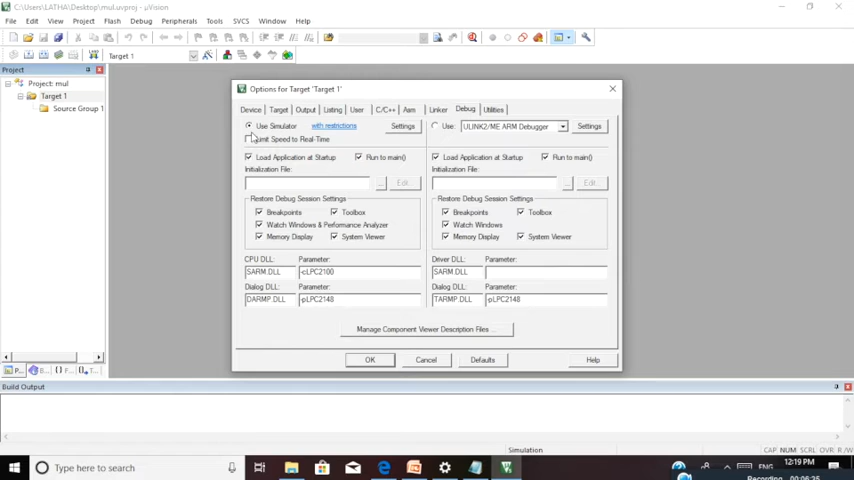 C:\Users\LATHA\Desktop\mul.uvproj - µVision
File Edit View Project Flash Debug Peripherals Tools SVCS Window Help
Target 1
Project
Project: mul
Target 1
Source Group 1
Options for Target 'Target 1'
Device Target Output Listing User C/C++ Asm Linker Debug Utilities
Use Simulator with restrictions Settings Use: ULINK2/ME ARM Debugger Settings
Limit Speed to Real-Time
Load Application at Startup Run to main() Load Application at Startup Run to main()
Initialization File: Initialization File:
... Edit... ... Edit...
Restore Debug Session Settings Restore Debug Session Settings
Breakpoints Toolbox Breakpoints Toolbox
Watch Windows & Performance Analyzer Watch Windows
Memory Display System Viewer Memory Display System Viewer
CPU DLL: Parameter: Driver DLL: Parameter:
SARM.DLL -cLPC2100 SARM.DLL
Dialog DLL: Parameter: Dialog DLL: Parameter:
DARMP.DLL -pLPC2148 TARMP.DLL -pLPC2148
Manage Component Viewer Description Files ...
OK Cancel Defaults Help
P... B... F... T...
Build Output
Simulation CAP NUM SCRL OVR R/W
Type here to search
ENG 12:19 PM
Recording 00:06:35